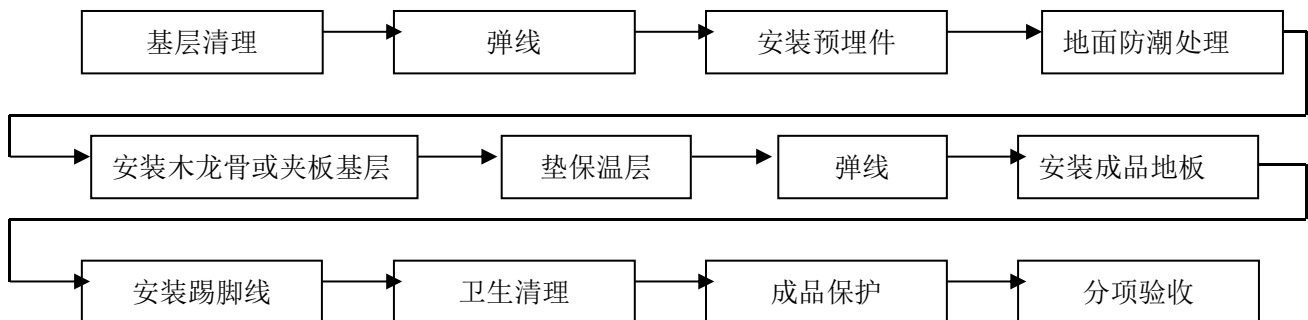 基层清理 弹线 安装预埋件 地面防潮处理
安装木龙骨或夹板基层 垫保温层 弹线 安装成品地板
安装踢脚线 卫生清理 成品保护 分项验收